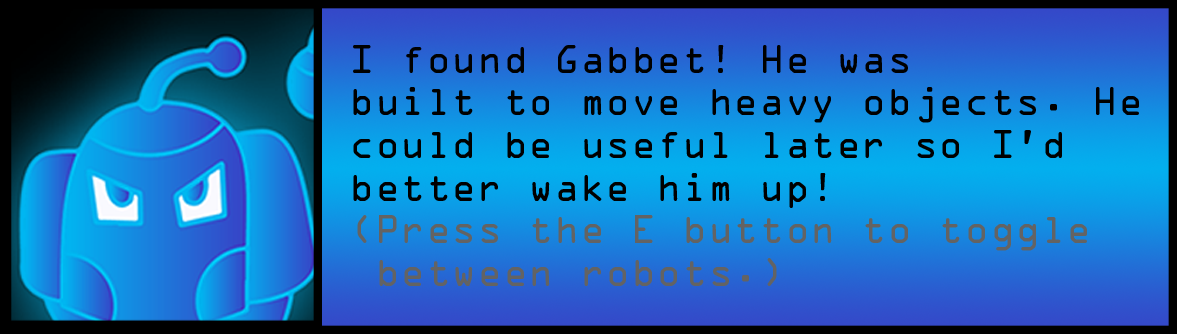 I found Gabbet! He was
built to move heavy objects. He
could be useful later so I'd
better wake him up!
(Press the E button to toggle
between robots.)